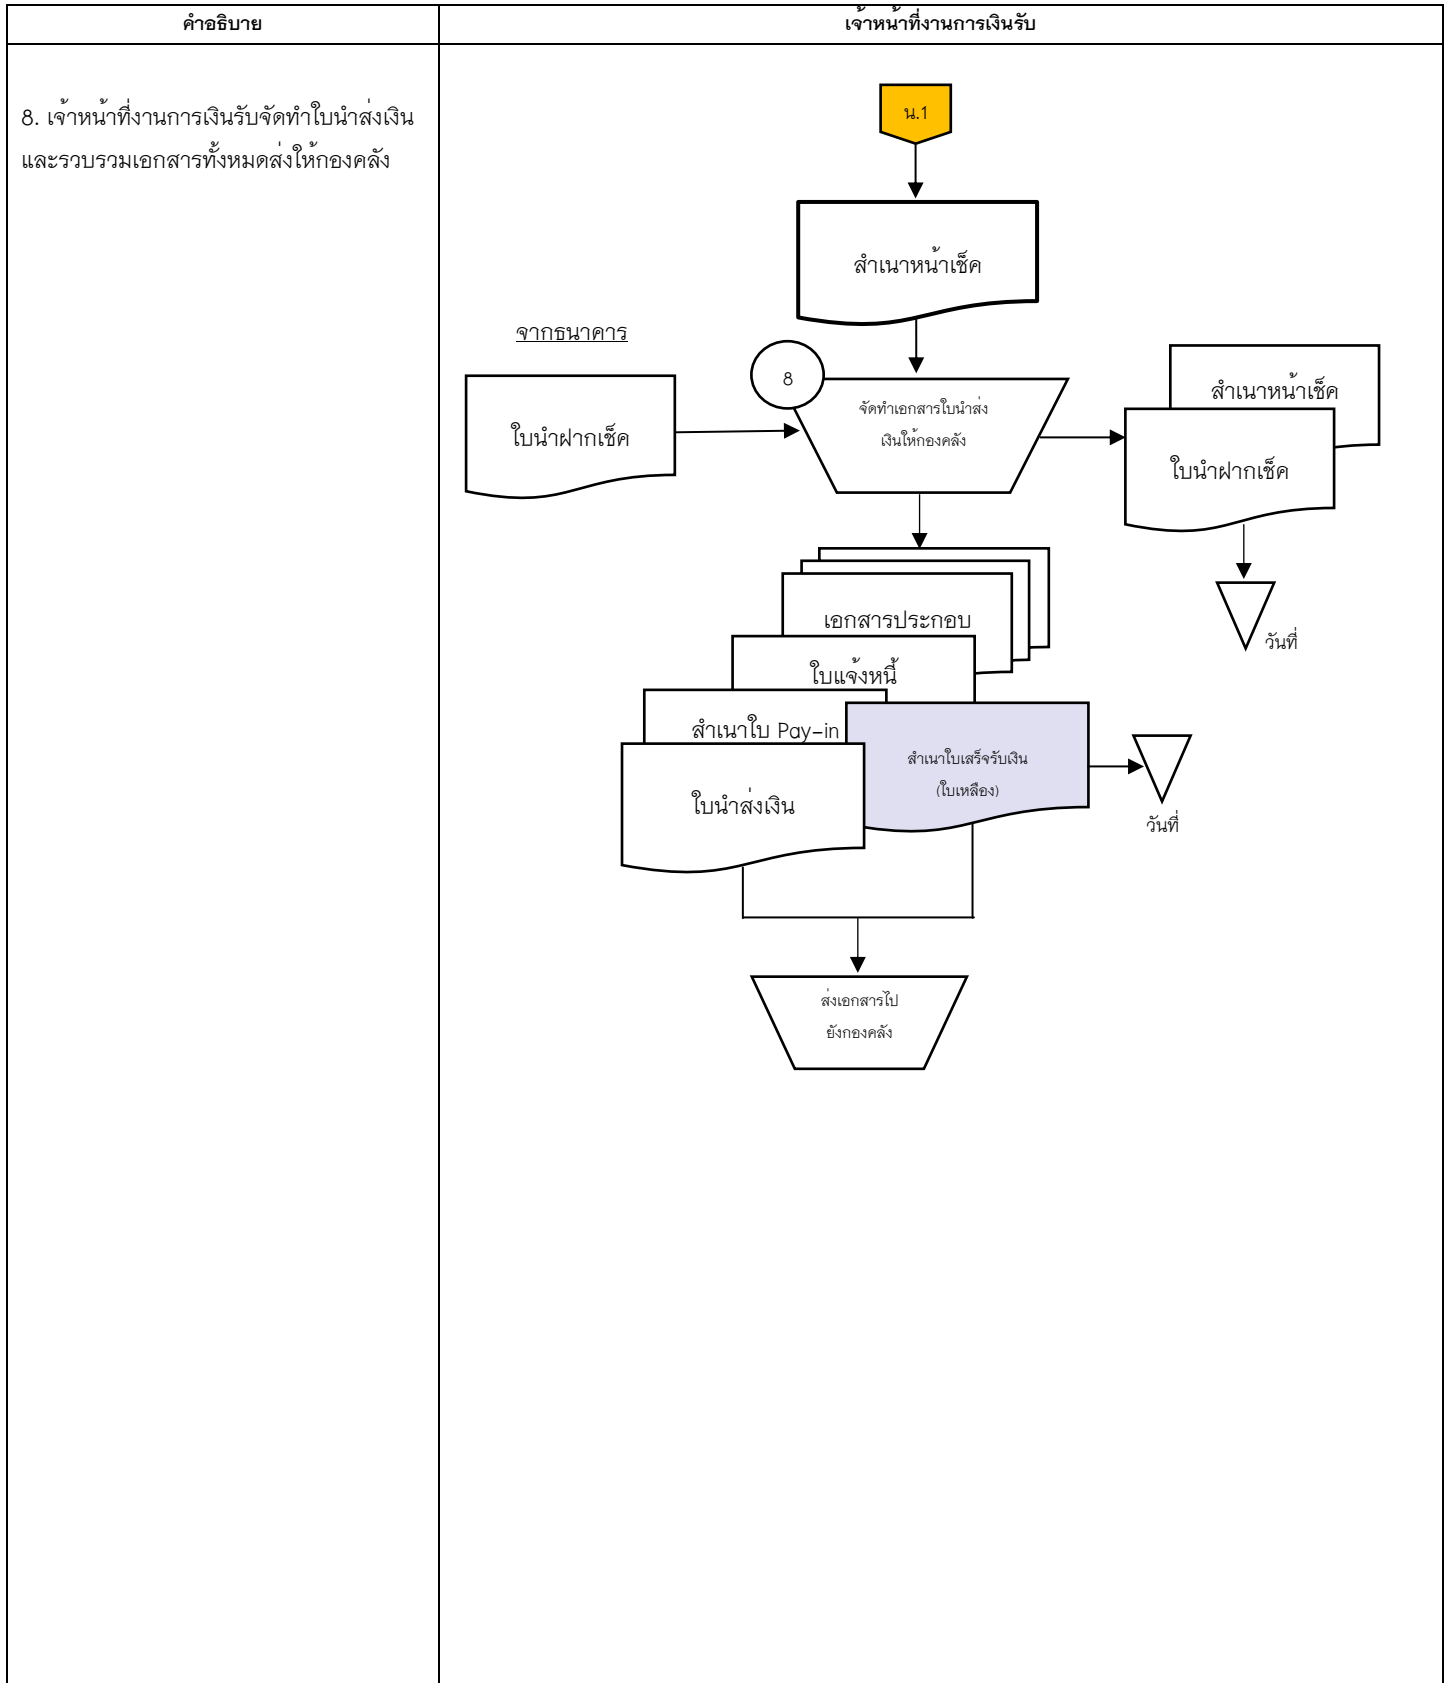 คำอธิบาย
เจ้าหน้าที่งานการเงินรับ
8. เจ้าหน้าที่งานการเงินรับจัดทำใบนำส่งเงิน
และรวบรวมเอกสารทั้งหมดส่งให้กองคลัง
น.1
สำเนาหน้าเช็ค
จากธนาคาร
ใบนำฝากเช็ค
8
จัดทำเอกสารใบนำส่ง
เงินให้กองคลัง
สำเนาหน้าเช็ค
ใบนำฝากเช็ค
วันที่
เอกสารประกอบ
ใบแจ้งหนี้
สำเนาใบ Pay-in
ใบนำส่งเงิน
สำเนาใบเสร็จรับเงิน
(ใบเหลือง)
วันที่
ส่งเอกสารไป
ยังกองคลัง